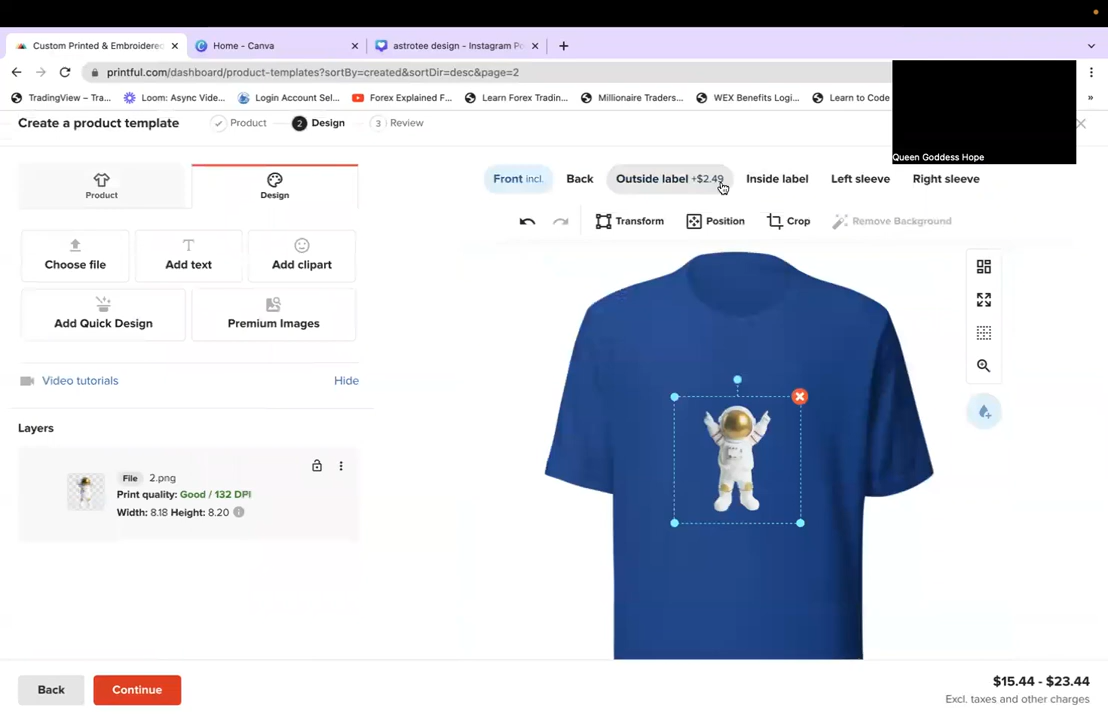 Custom Printed & Embroidere
Home - Canva
astrotee design - Instagram Po
printful.com/dashboard/product-templates?sortBy=created&sortDir=desc&page=2
TradingView – Tra...
Loom: Async Vide...
Login Account Sel...
Forex Explained F...
Learn Forex Tradin...
Millionaire Traders...
WEX Benefits Logi...
Learn to Code
»
Queen Goddess Hope
Create a product template
Product
2 Design
3 Review
Product
Design
Front incl.
Back
Outside label +$2.49
Inside label
Left sleeve
Right sleeve
Transform
Position
Crop
Remove Background
Choose file
Add text
Add clipart
Add Quick Design
Premium Images
Video tutorials
Hide
Layers
File 2.png
Print quality: Good / 132 DPI
Width: 8.18 Height: 8.20
Back
Continue
$15.44 - $23.44
Excl. taxes and other charges